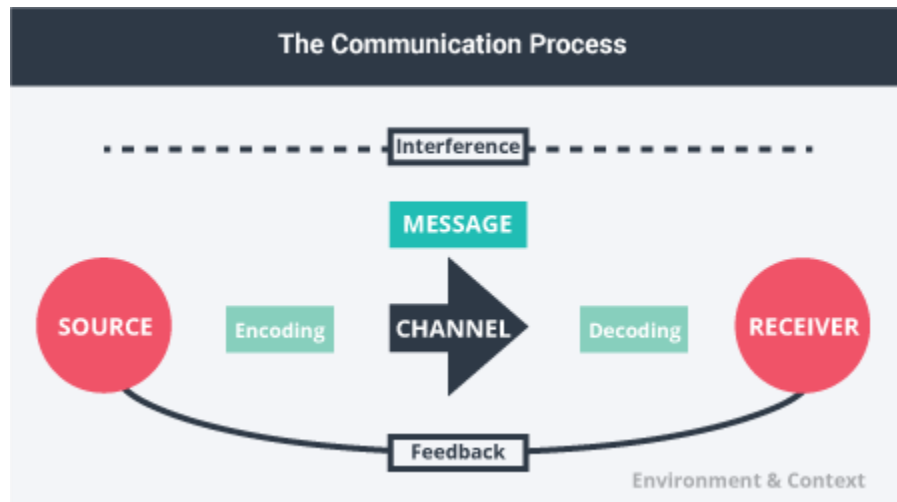 The Communication Process
Interference
MESSAGE
SOURCE
Encoding
CHANNEL
Decoding
RECEIVER
Feedback
Environment & Context